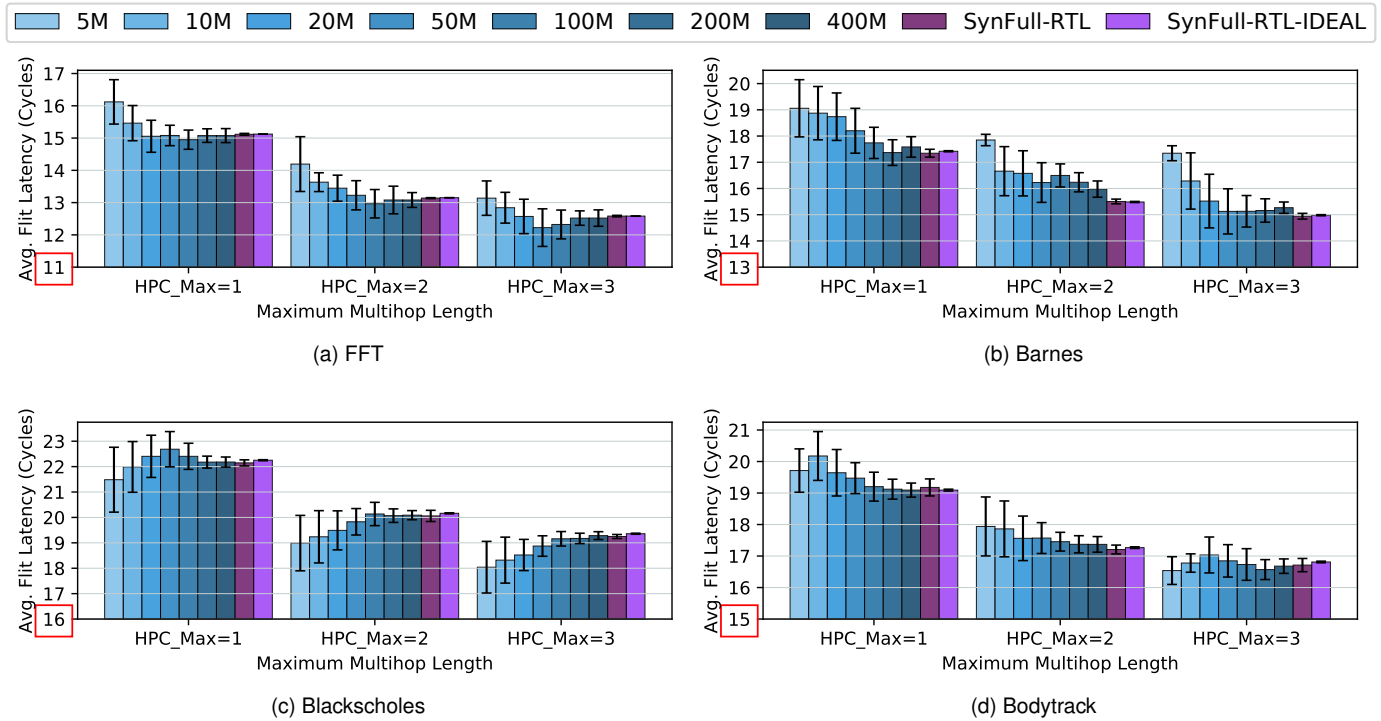 5M 10M 20M 50M 100M 200M 400M SynFull-RTL SynFull-RTL-IDEAL
Avg. Flit Latency (Cycles)
17
16
15
14
13
12
11
HPC_Max=1 HPC_Max=2 HPC_Max=3
Maximum Multihop Length
(a) FFT
Avg. Flit Latency (Cycles)
20
19
18
17
16
15
14
13
HPC_Max=1 HPC_Max=2 HPC_Max=3
Maximum Multihop Length
(b) Barnes
Avg. Flit Latency (Cycles)
23
22
21
20
19
18
17
16
HPC_Max=1 HPC_Max=2 HPC_Max=3
Maximum Multihop Length
(c) Blackscholes
Avg. Flit Latency (Cycles)
21
20
19
18
17
16
15
HPC_Max=1 HPC_Max=2 HPC_Max=3
Maximum Multihop Length
(d) Bodytrack